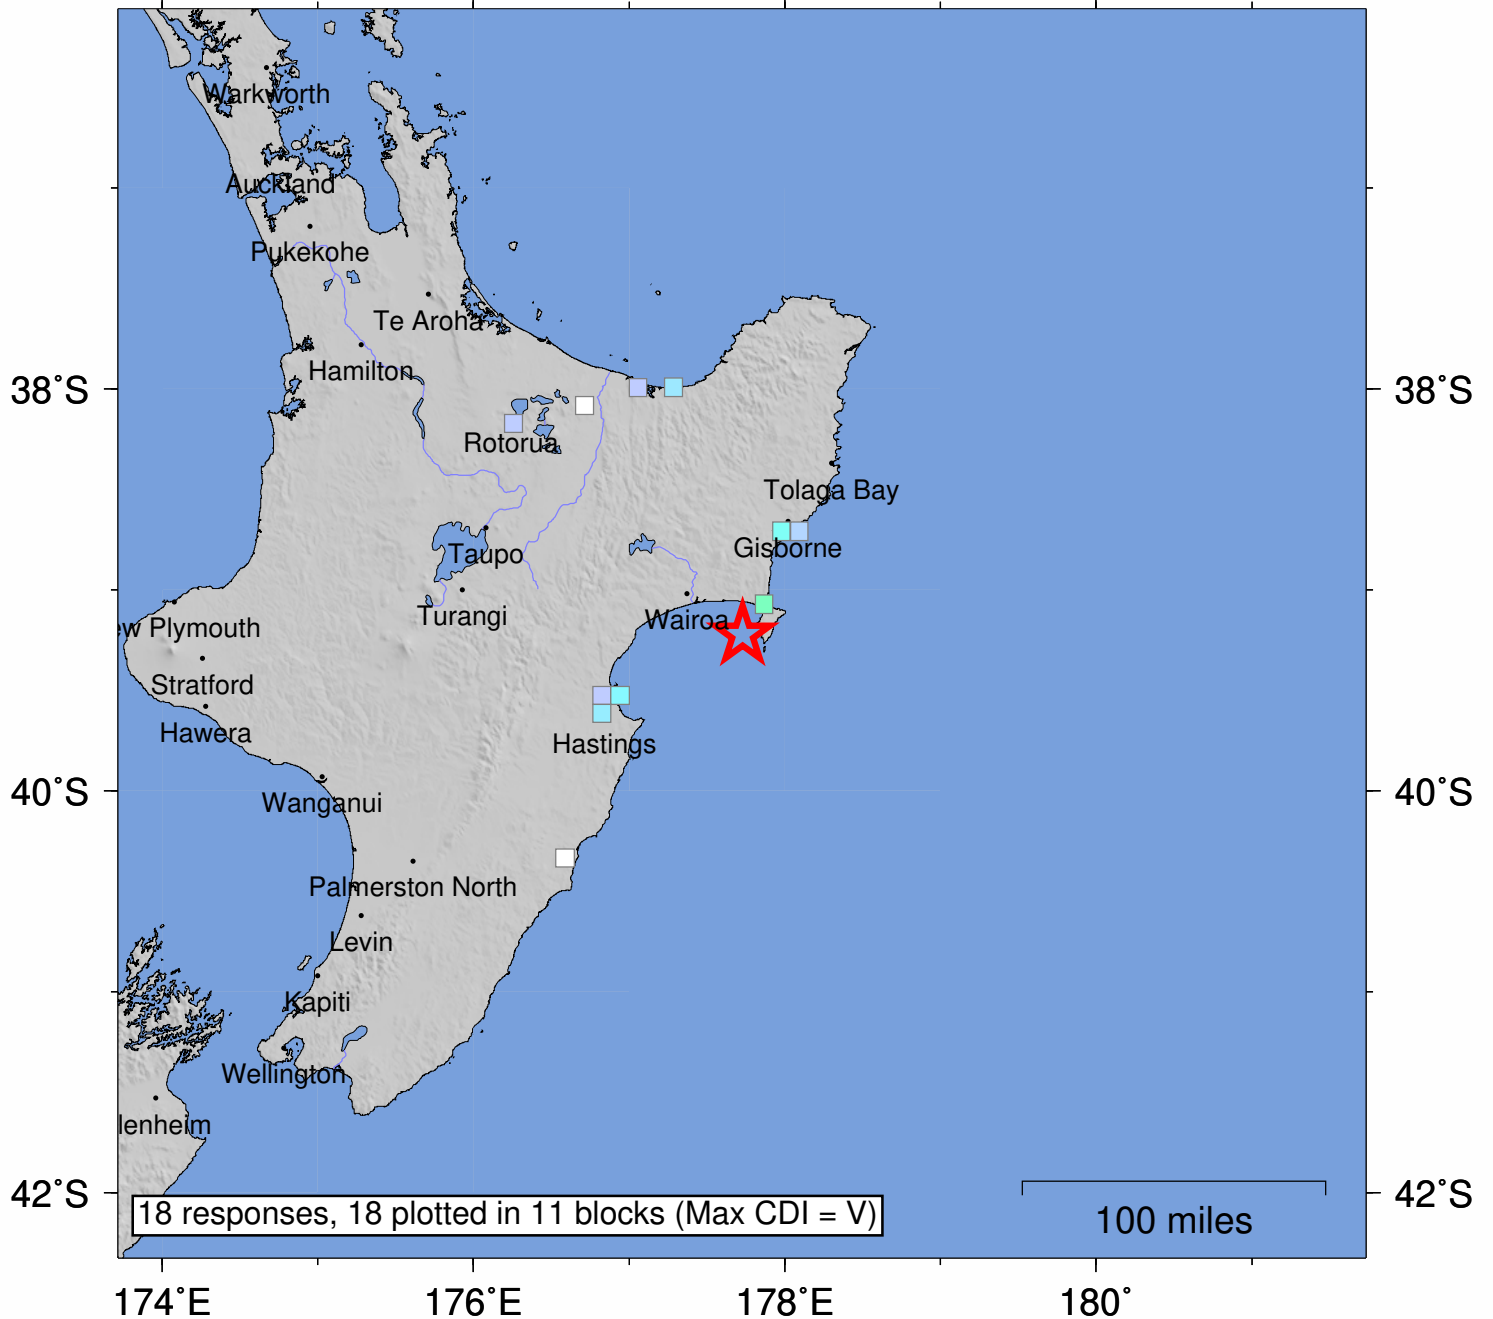 Warkworth
Auckland
Pukekohe
Te Aroha
Hamilton
38°S
38°S
Rotorua
Tolaga Bay
Gisborne
Taupo
Turangi
Wairoa
ew Plymouth
Stratford
Hawera
Hastings
40°S
40°S
Wanganui
Palmerston North
Levin
Kapiti
Wellington
lenheim
42°S
42°S
18 responses, 18 plotted in 11 blocks (Max CDI = V)
100 miles
174°E
176°E
178°E
180°